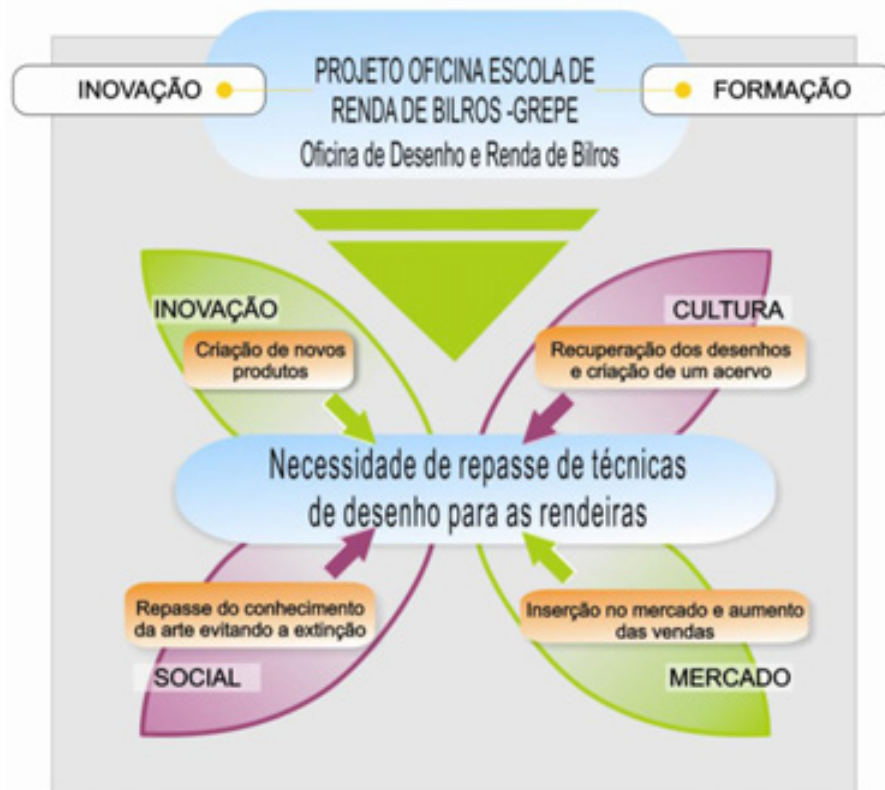 INOVAÇÃO
PROJETO OFICINA ESCOLA DE
RENDA DE BILROS -GREPE
Oficina de Desenho e Renda de Bilros
FORMAÇÃO
INOVAÇÃO
Criação de novos
produtos
CULTURA
Recuperação dos desenhos
e criação de um acervo
Necessidade de repasse de técnicas
de desenho para as rendeiras
Repasse do conhecimento
da arte evitando a extinção
SOCIAL
Inserção no mercado e aumento
das vendas
MERCADO